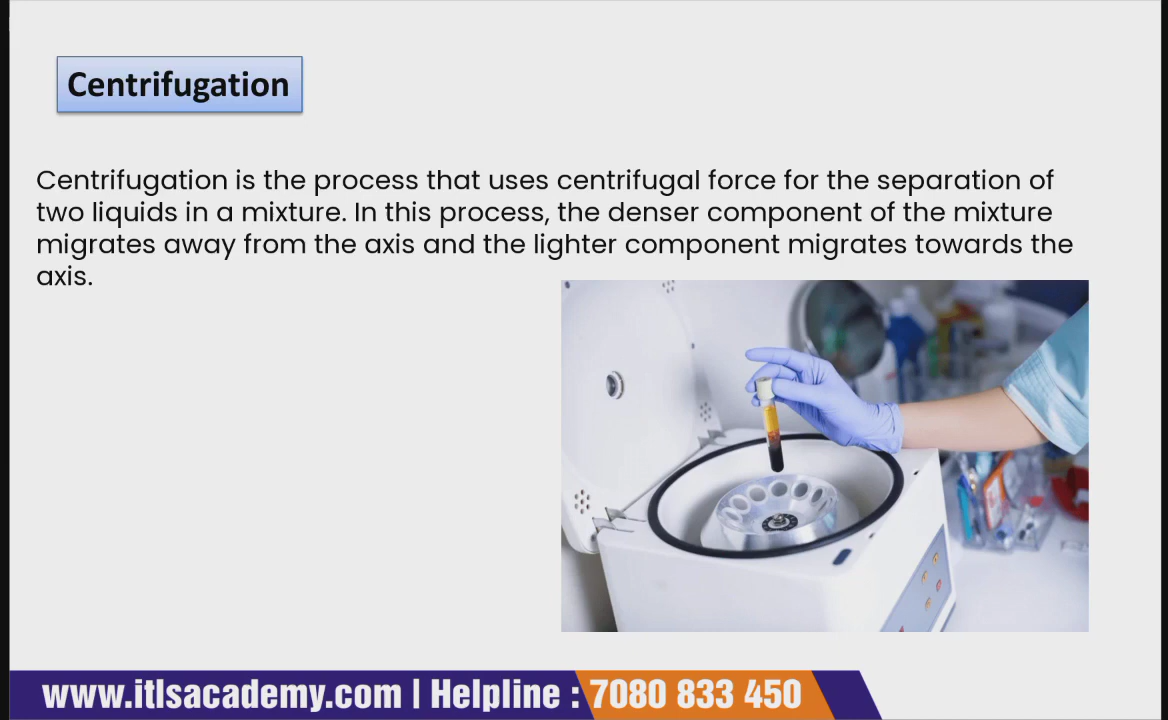 Centrifugation
Centrifugation is the process that uses centrifugal force for the separation of
two liquids in a mixture. In this process, the denser component of the mixture
migrates away from the axis and the lighter component migrates towards the
axis.
www.itlsacademy.com | Helpline : 7080 833 450